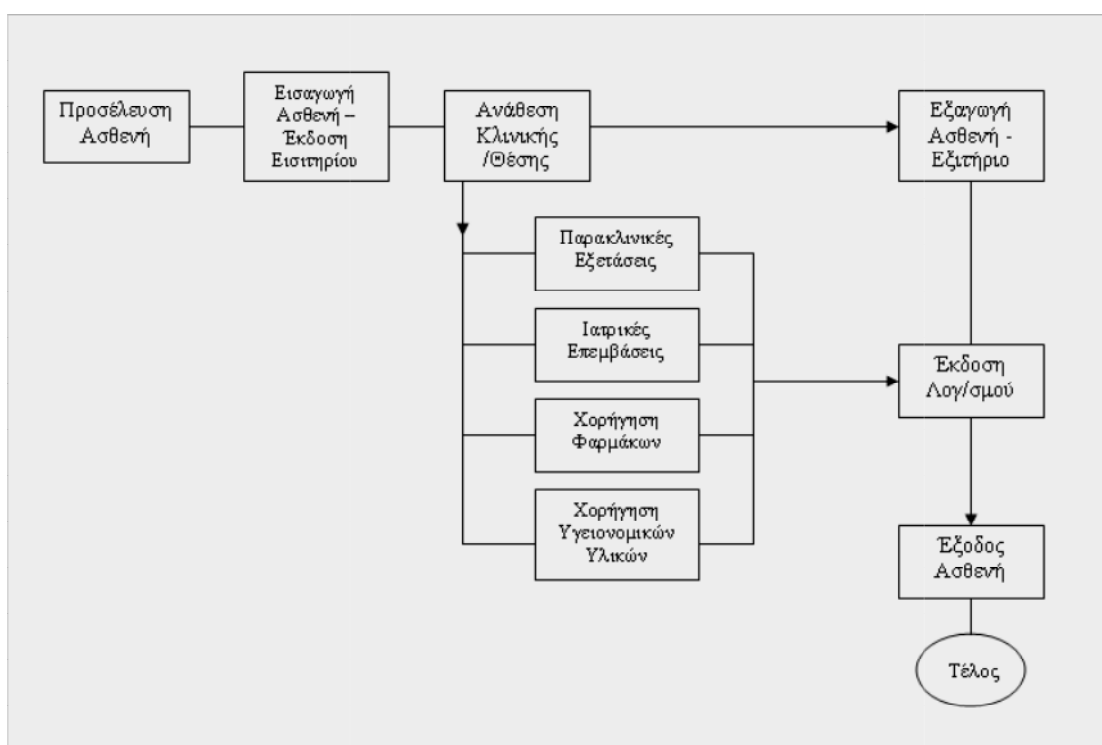 Προσέλευση
Ασθενή
Εισαγωγή
Ασθενή –
Έκδοση
Εισιτηρίου
Ανάθεση
Κλινικής
/Θέσης
Εξαγωγή
Ασθενή -
Εξιτήριο
Παρακλινικές
Εξετάσεις
Ιατρικές
Επεμβάσεις
Χορήγηση
Φαρμάκων
Χορήγηση
Υγειονομικών
Υλικών
Έκδοση
Λογ/σμού
Έξοδος
Ασθενή
Τέλος